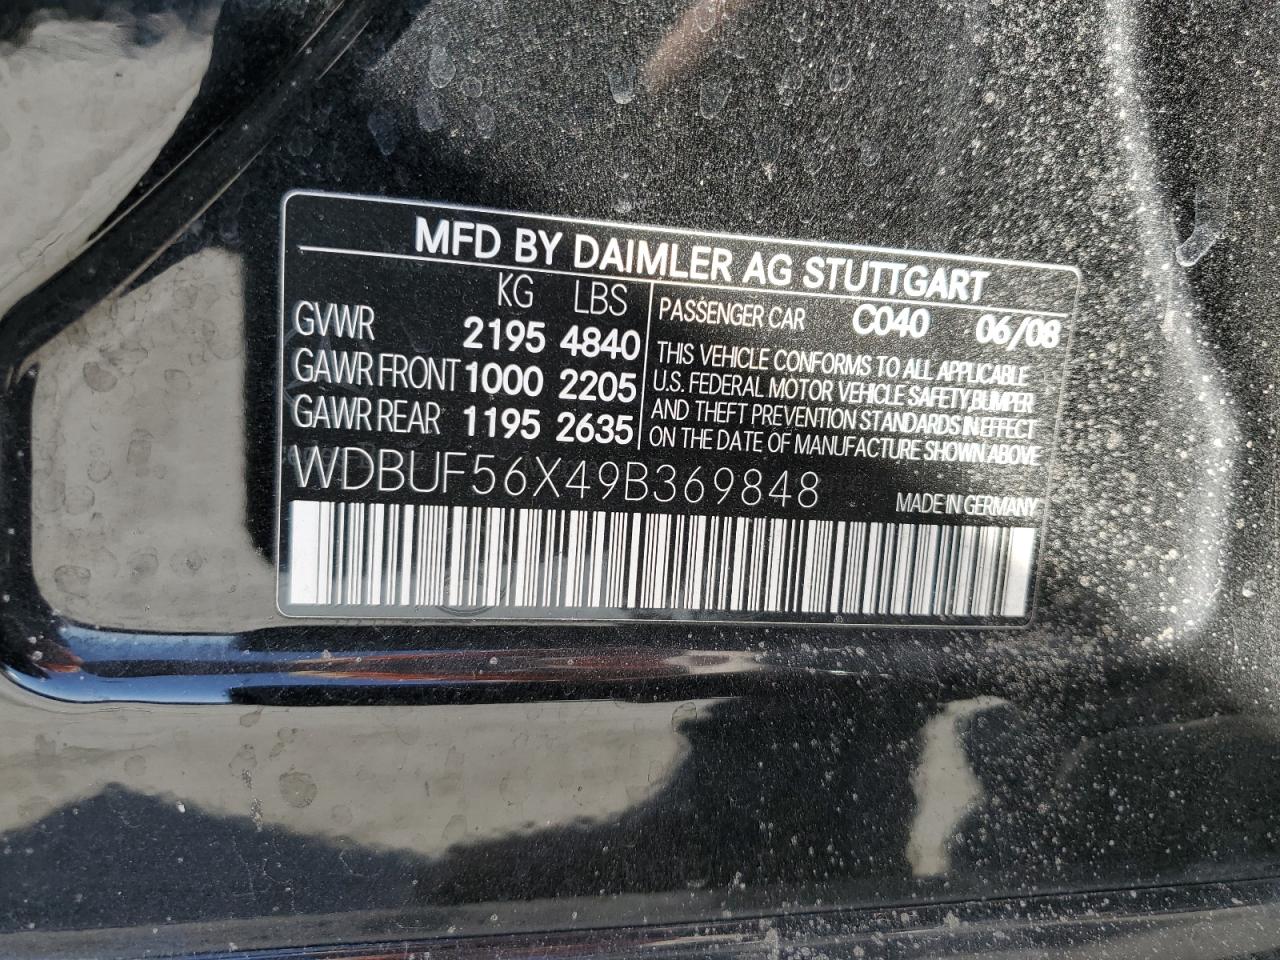 MFD BY DAIMLER AG STUTTGART
KG LBS
GVWR 2195 4840
GAWR FRONT 1000 2205
GAWR REAR 1195 2635
PASSENGER CAR C040 06/08
THIS VEHICLE CONFORMS TO ALL APPLICABLE
U.S. FEDERAL MOTOR VEHICLE SAFETY, BUMPER
AND THEFT PREVENTION STANDARDS IN EFFECT
ON THE DATE OF MANUFACTURE SHOWN ABOVE
WDBUF56X49B369848
MADE IN GERMANY